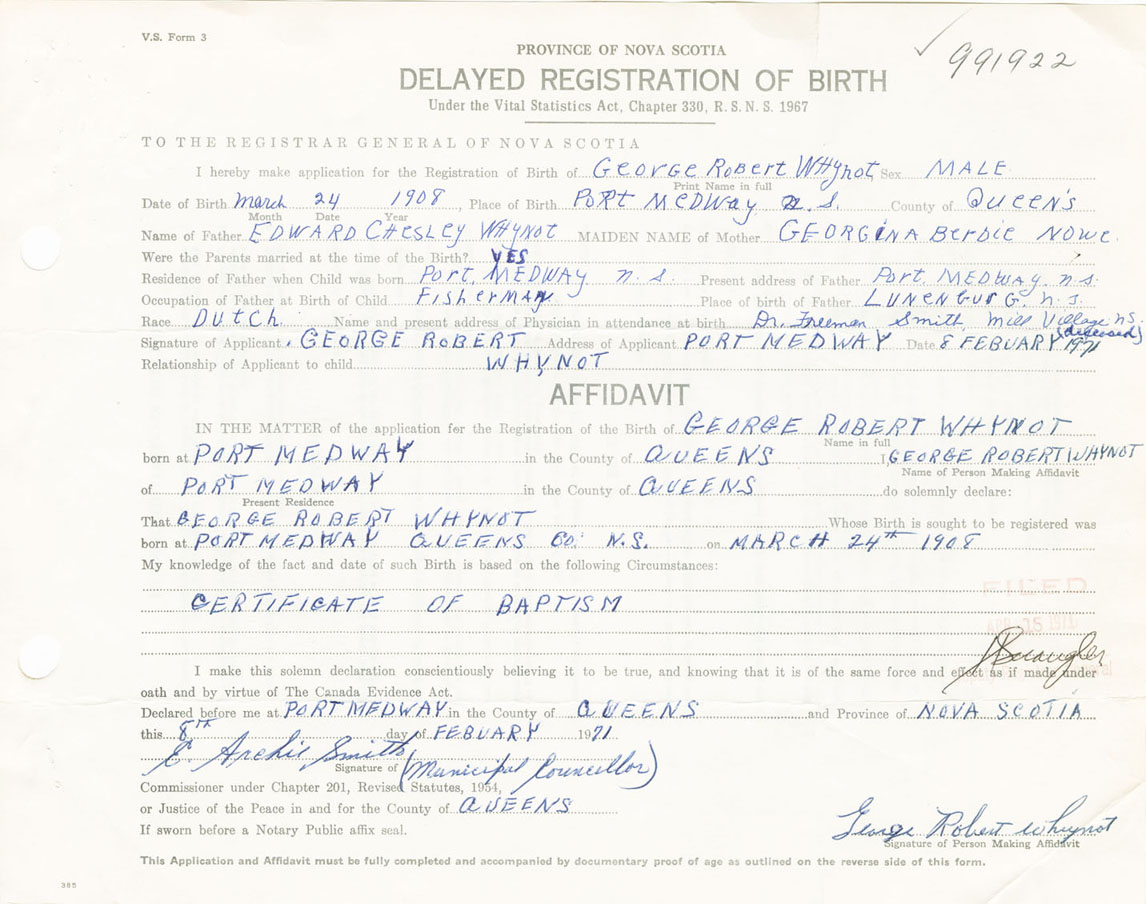 V.S. Form 3
991922
PROVINCE OF NOVA SCOTIA
DELAYED REGISTRATION OF BIRTH
Under the Vital Statistics Act, Chapter 330, R.S.N.S. 1967
TO THE REGISTRAR GENERAL OF NOVA SCOTIA
I hereby make application for the Registration of Birth of GEORGE ROBERT WHYNOT, Sex MALE
Print Name in full
Date of Birth March 24 1908, Place of Birth PORT MEDWAY N.S. County of QUEEN'S
Month Date Year
Name of Father EDWARD CHESLEY WHYNOT MAIDEN NAME of Mother GEORGINA BERDIE NOWE
Were the Parents married at the time of the Birth? YES
Residence of Father when Child was born PORT. MEDWAY N.S. Present address of Father PORT. MEDWAY. N.S.
Occupation of Father at Birth of Child FISHERMAN Place of birth of Father LUNENGURG. N.S.
Race DUTCH Name and present address of Physician in attendance at birth Dr. Freeman Smith, Mill Village N.S.
(deceased)
Signature of Applicant GEORGE ROBERT Address of Applicant PORT MEDWAY Date 8 FEBUARY 1971
Relationship of Applicant to child WHYNOT
AFFIDAVIT
IN THE MATTER of the application for the Registration of the Birth of GEORGE ROBERT WHYNOT
Name in full
born at PORT MEDWAY in the County of QUEENS I, GEORGE ROBERT WHYNOT
Name of Person Making Affidavit
of PORT MEDWAY in the County of QUEENS do solemnly declare:
Present Residence
That GEORGE ROBERT WHYNOT Whose Birth is sought to be registered was
born at PORT MEDWAY QUEENS CO. N.S. on MARCH 24TH 1908
My knowledge of the fact and date of such Birth is based on the following Circumstances:
FILED
CERTIFICATE OF BAPTISM
APR 15 1971
I make this solemn declaration conscientiously believing it to be true, and knowing that it is of the same force and effect as if made under
oath and by virtue of The Canada Evidence Act.
Declared before me at PORT MEDWAY in the County of QUEENS and Province of NOVA SCOTIA
this 8TH day of FEBUARY 1971
E. Archie Smith
Signature of (Municipal Councillor)
Commissioner under Chapter 201, Revised Statutes, 1954,
or Justice of the Peace in and for the County of QUEENS
If sworn before a Notary Public affix seal.
George Robert Whynot
Signature of Person Making Affidavit
This Application and Affidavit must be fully completed and accompanied by documentary proof of age as outlined on the reverse side of this form.
385